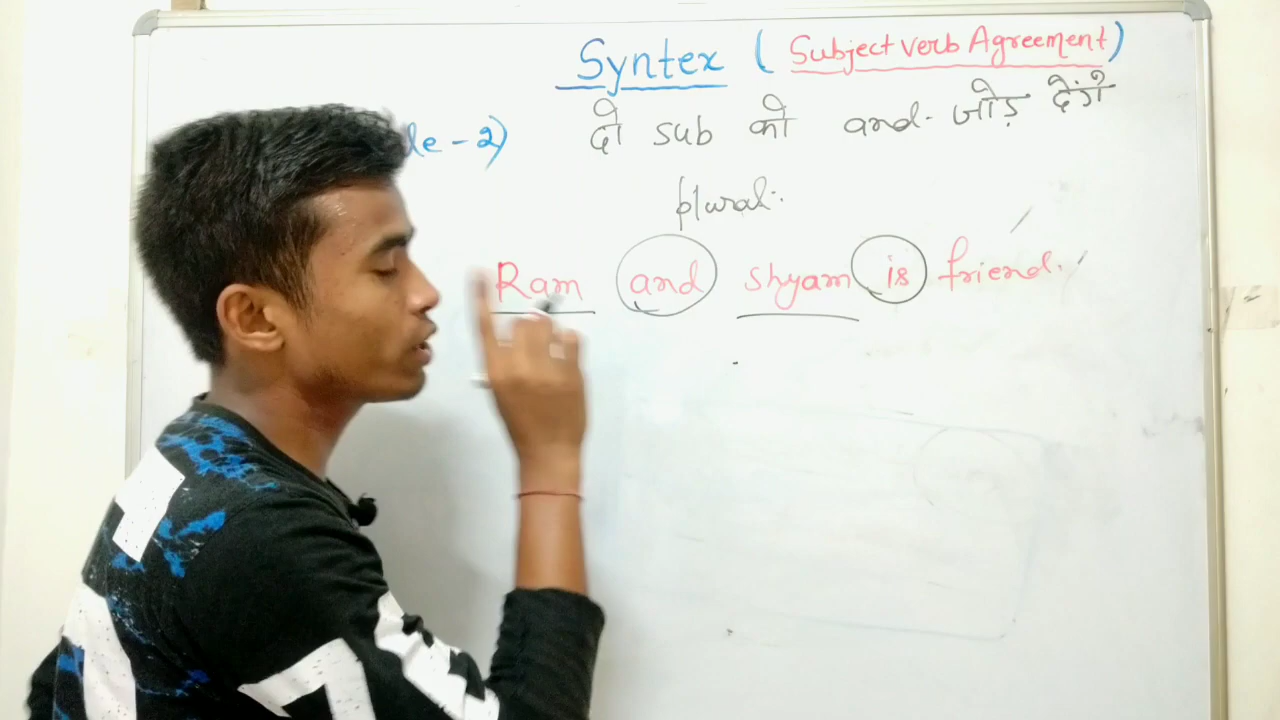 Syntex (Subject verb Agreement)
दो sub को and. जोड़ देंगे
le - 2)
plural.
Ram and shyam is friend.